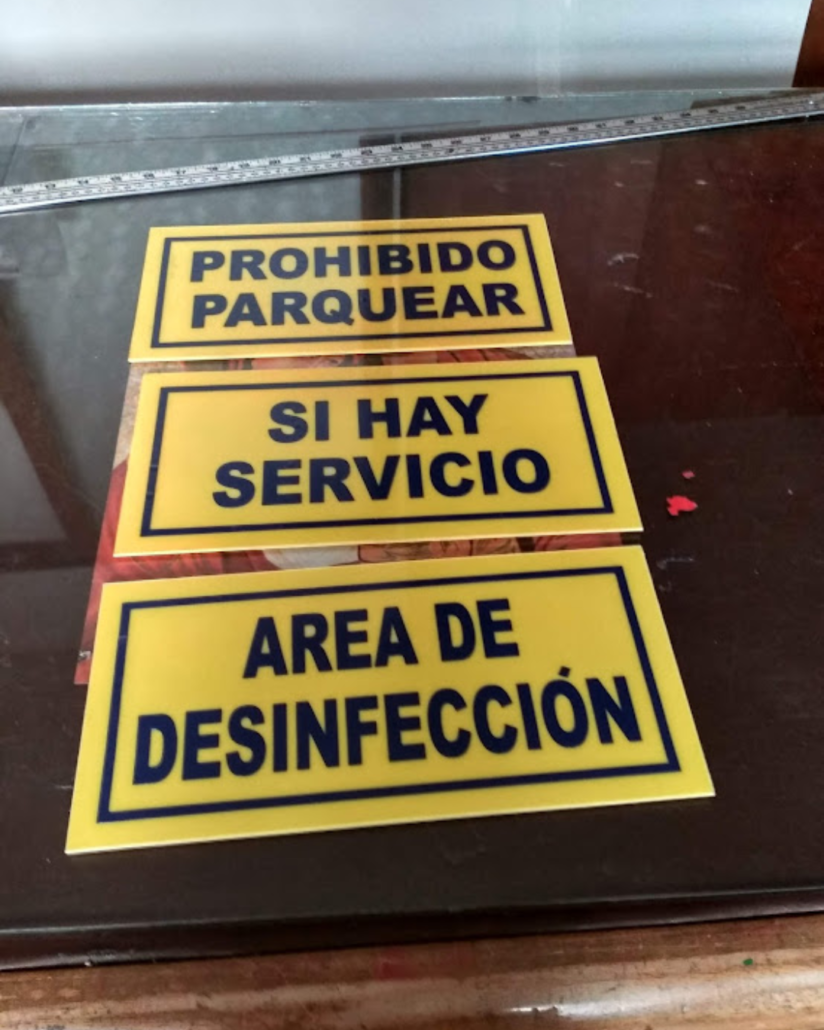 PROHIBIDO
PARQUEAR
SI HAY
SERVICIO
AREA DE
DESINFECCIÓN